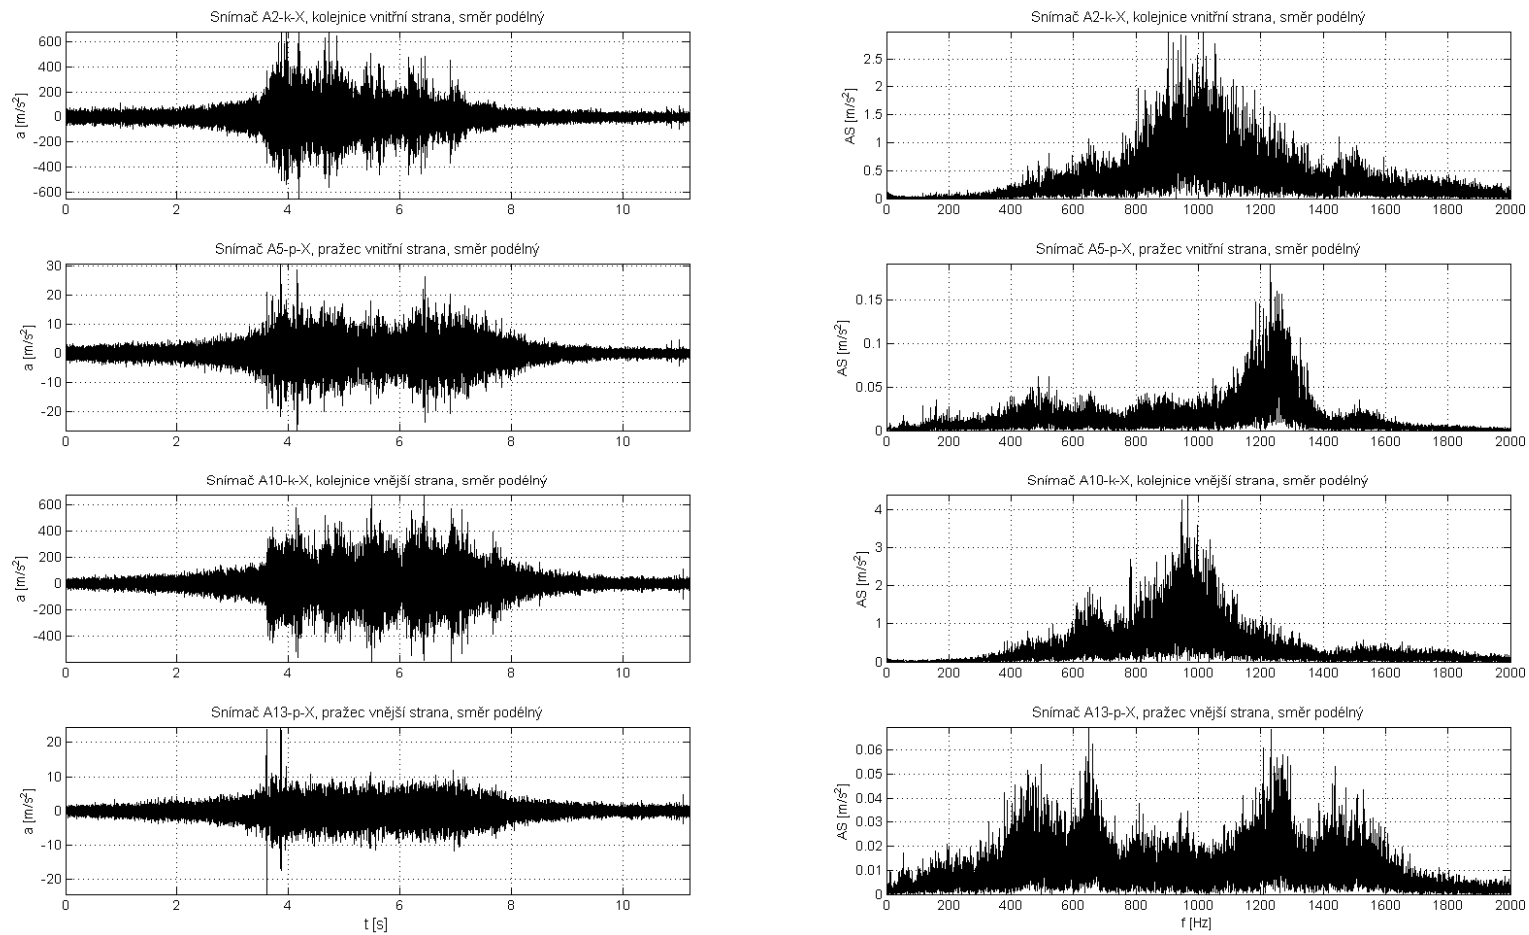 Snímač A2-k-X, kolejnice vnitřní strana, směr podélný
600
400
200
0
-200
-400
-600
a [m/s²]
0 2 4 6 8 10
Snímač A2-k-X, kolejnice vnitřní strana, směr podélný
2.5
2
1.5
1
0.5
0
AS [m/s²]
0 200 400 600 800 1000 1200 1400 1600 1800 2000
Snímač A5-p-X, pražec vnitřní strana, směr podélný
30
20
10
0
-10
-20
a [m/s²]
0 2 4 6 8 10
Snímač A5-p-X, pražec vnitřní strana, směr podélný
0.15
0.1
0.05
0
AS [m/s²]
0 200 400 600 800 1000 1200 1400 1600 1800 2000
Snímač A10-k-X, kolejnice vnější strana, směr podélný
600
400
200
0
-200
-400
a [m/s²]
0 2 4 6 8 10
Snímač A10-k-X, kolejnice vnější strana, směr podélný
4
3
2
1
0
AS [m/s²]
0 200 400 600 800 1000 1200 1400 1600 1800 2000
Snímač A13-p-X, pražec vnější strana, směr podélný
20
10
0
-10
-20
a [m/s²]
0 2 4 6 8 10
t [s]
Snímač A13-p-X, pražec vnější strana, směr podélný
0.06
0.05
0.04
0.03
0.02
0.01
0
AS [m/s²]
0 200 400 600 800 1000 1200 1400 1600 1800 2000
f [Hz]